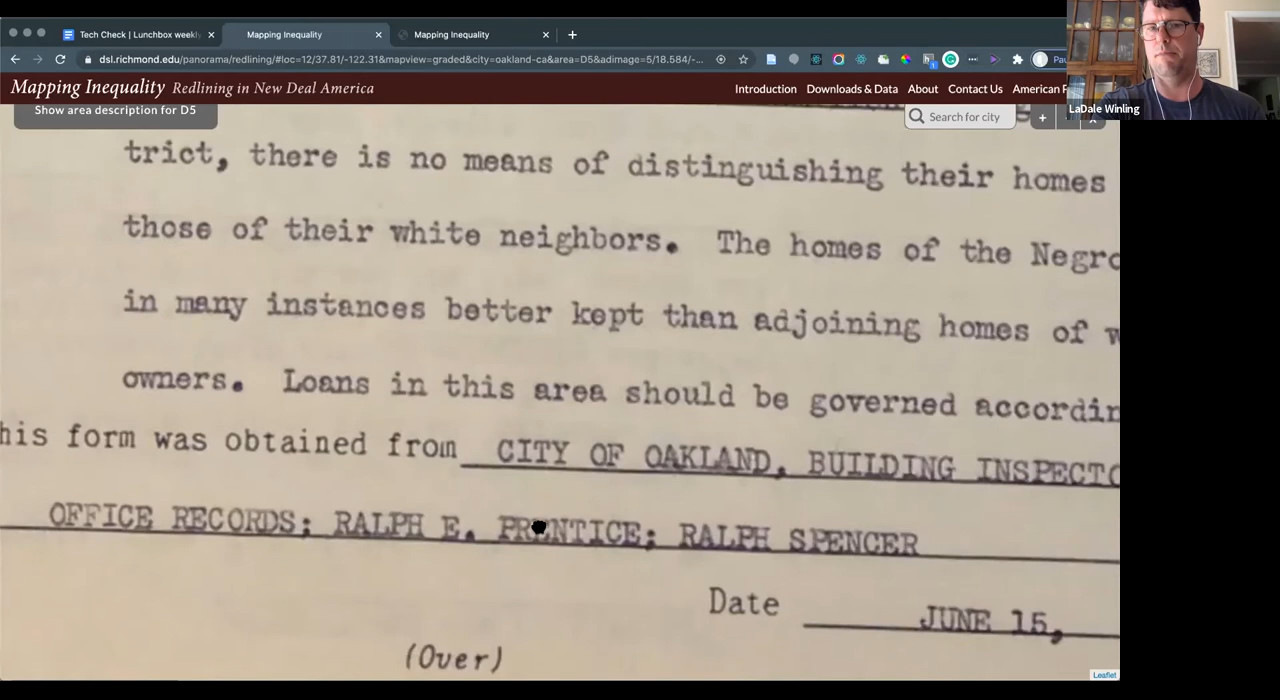 Tech Check | Lunchbox weekly
Mapping Inequality
Mapping Inequality
dsl.richmond.edu/panorama/redlining/#loc=12/37.81/-122.31&mapview=graded&city=oakland-ca&area=D5&adimage=5/18.584/-...
Mapping Inequality Redlining in New Deal America
Introduction Downloads & Data About Contact Us American
LaDale Winling
Show area description for D5
Search for city
trict, there is no means of distinguishing their homes
those of their white neighbors. The homes of the Negro
in many instances better kept than adjoining homes of w
owners. Loans in this area should be governed accordin
his form was obtained from CITY OF OAKLAND, BUILDING INSPECTO
OFFICE RECORDS; RALPH E. PRENTICE; RALPH SPENCER
Date JUNE 15,
(Over)
Leaflet